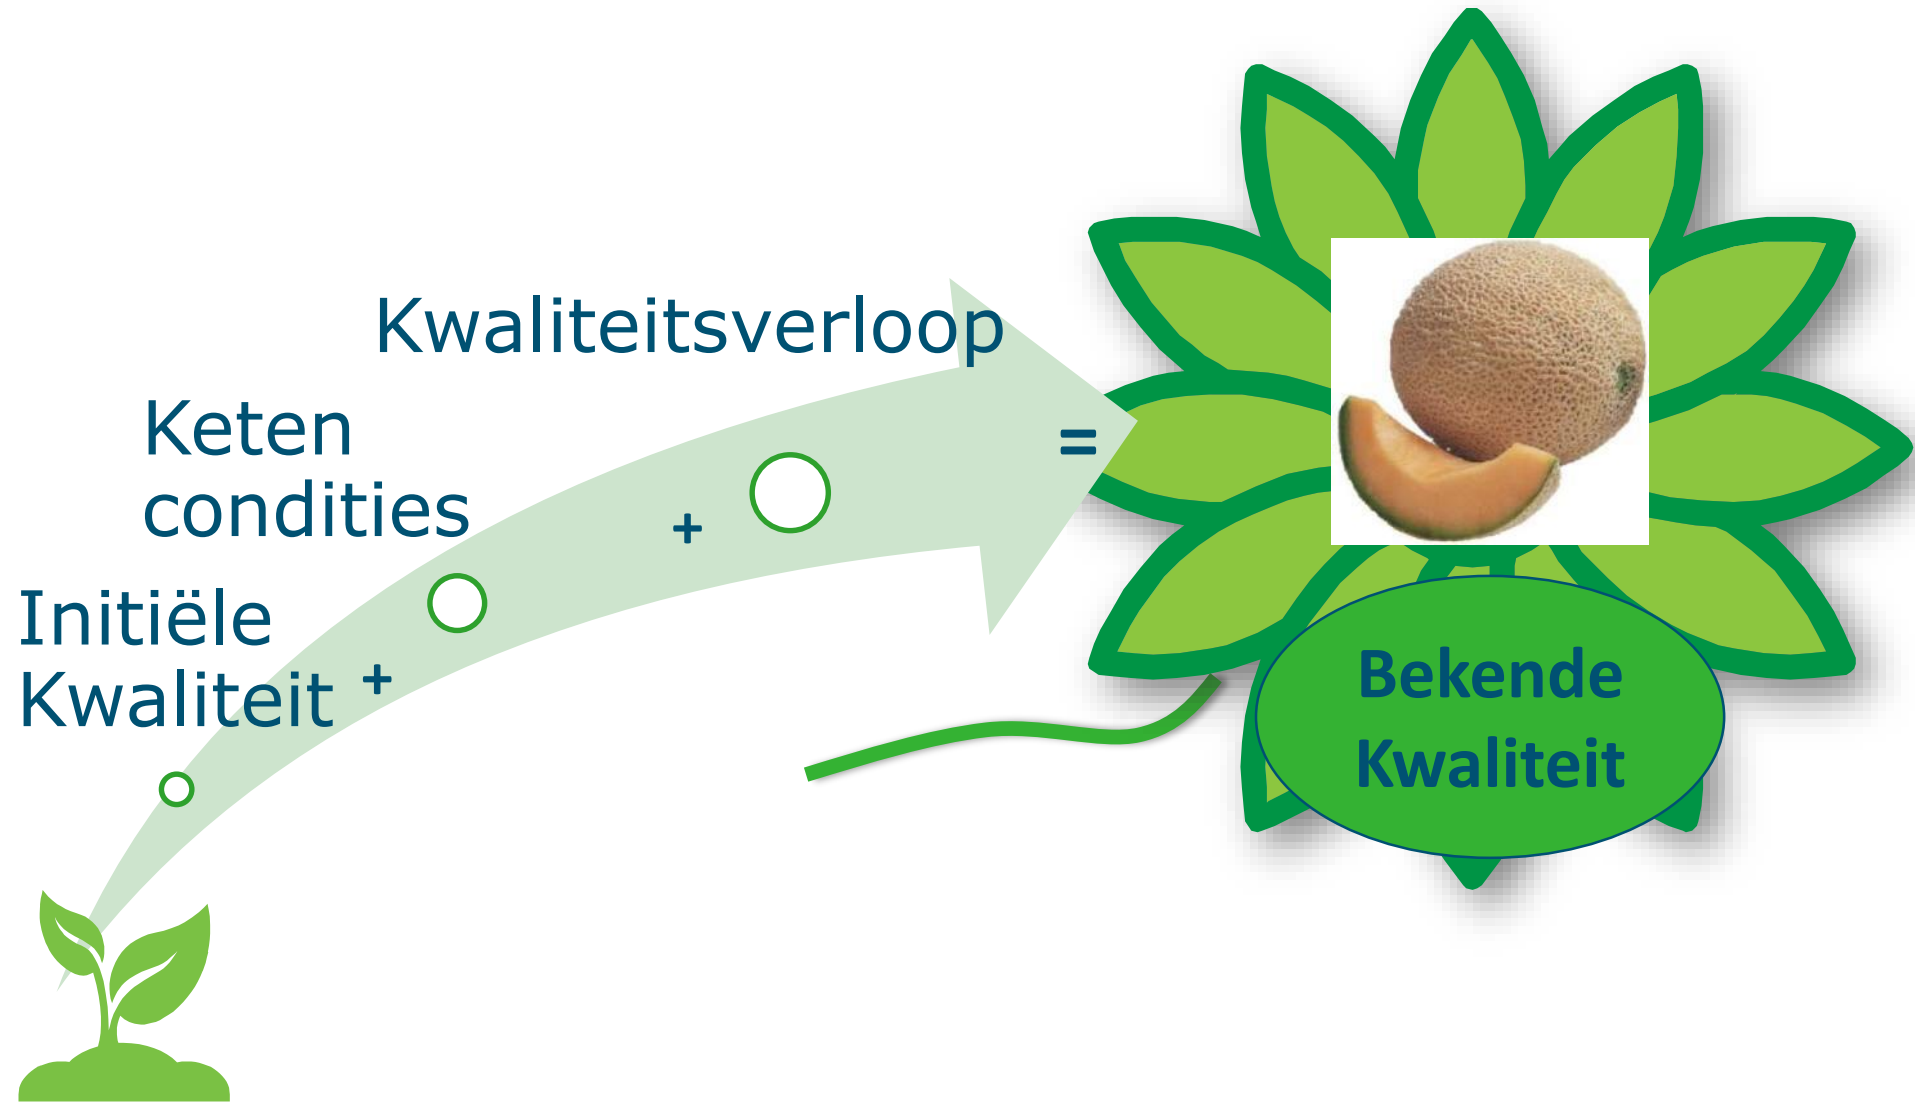 Initiële
Kwaliteit
+
Keten
condities
+
Kwaliteitsverloop
=
Bekende
Kwaliteit